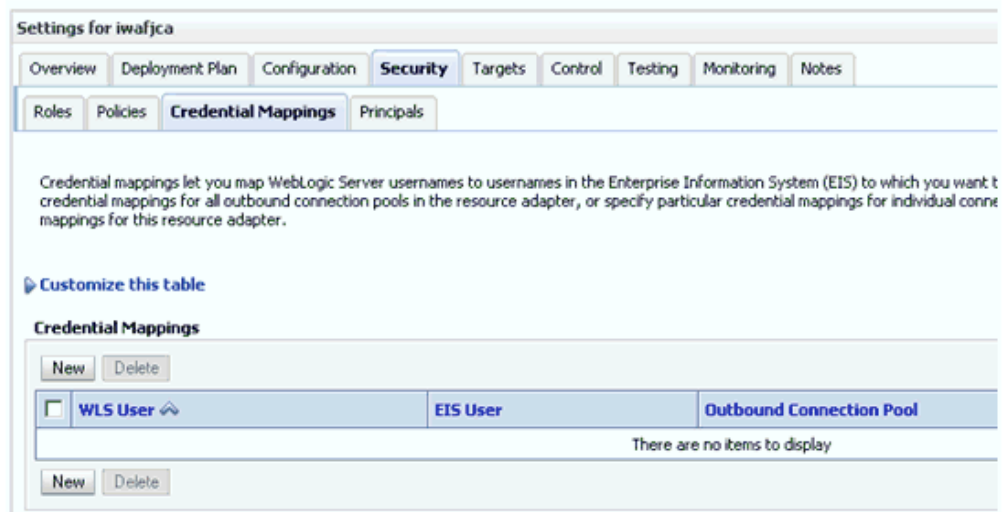 Settings for iwafjca
Overview Deployment Plan Configuration Security Targets Control Testing Monitoring Notes
Roles Policies Credential Mappings Principals
Credential mappings let you map WebLogic Server usernames to usernames in the Enterprise Information System (EIS) to which you want
credential mappings for all outbound connection pools in the resource adapter, or specify particular credential mappings for individual
mappings for this resource adapter.
Customize this table
Credential Mappings
New Delete
WLS User EIS User Outbound Connection Pool
There are no items to display
New Delete